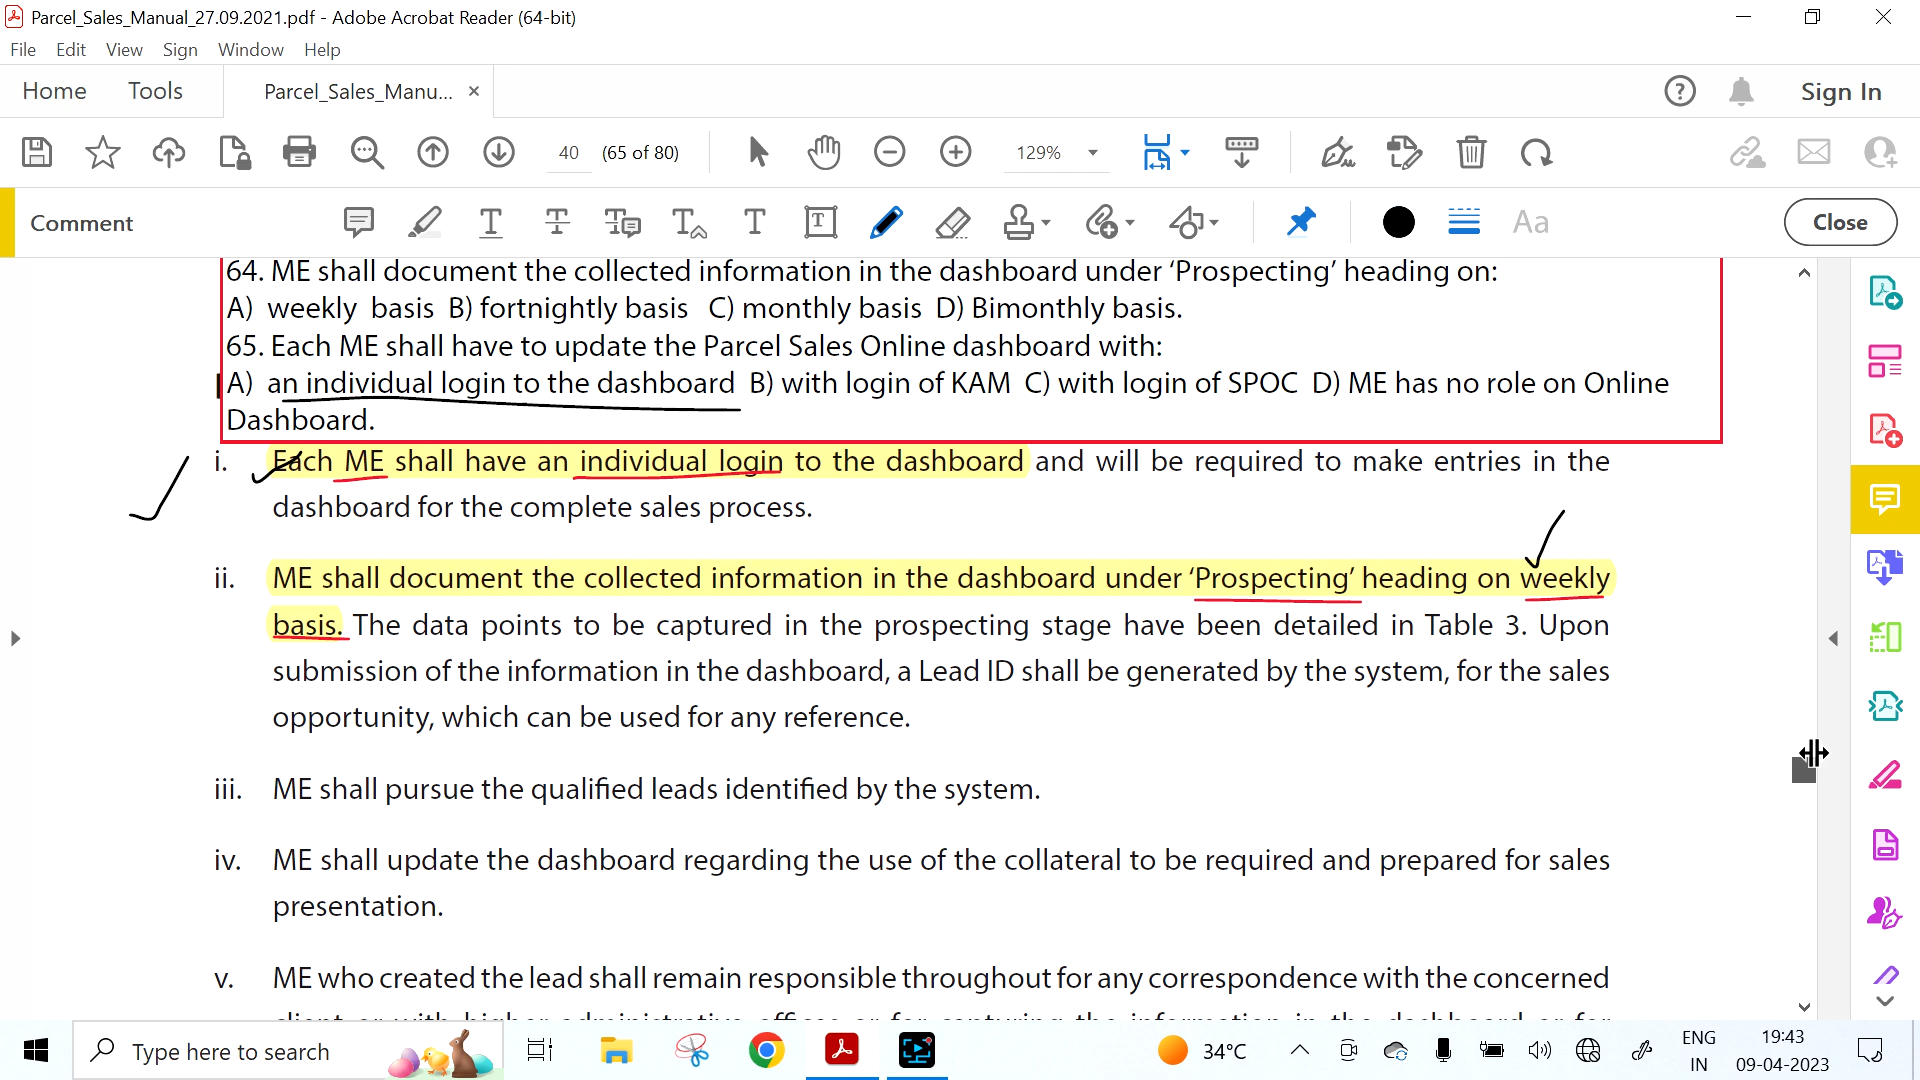 Parcel_Sales_Manual_27.09.2021.pdf - Adobe Acrobat Reader (64-bit)
File Edit View Sign Window Help
Home Tools Parcel_Sales_Manu... × Sign In
40 (65 of 80) 129%
Comment Close
64. ME shall document the collected information in the dashboard under ‘Prospecting’ heading on:
A) weekly basis B) fortnightly basis C) monthly basis D) Bimonthly basis.
65. Each ME shall have to update the Parcel Sales Online dashboard with:
A) an individual login to the dashboard B) with login of KAM C) with login of SPOC D) ME has no role on Online
Dashboard.
i. Each ME shall have an individual login to the dashboard and will be required to make entries in the
dashboard for the complete sales process.
ii. ME shall document the collected information in the dashboard under ‘Prospecting’ heading on weekly
basis. The data points to be captured in the prospecting stage have been detailed in Table 3. Upon
submission of the information in the dashboard, a Lead ID shall be generated by the system, for the sales
opportunity, which can be used for any reference.
iii. ME shall pursue the qualified leads identified by the system.
iv. ME shall update the dashboard regarding the use of the collateral to be required and prepared for sales
presentation.
v. ME who created the lead shall remain responsible throughout for any correspondence with the concerned
Type here to search 34°C ENG 19:43
IN 09-04-2023